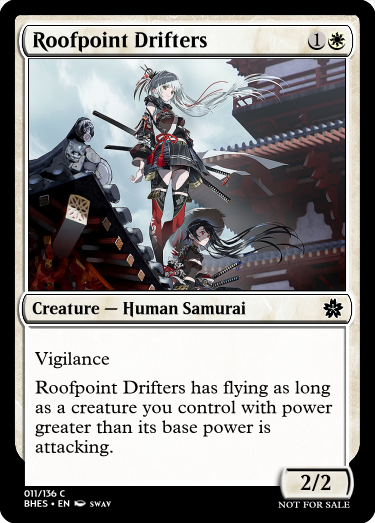 Roofpoint Drifters 1
Creature — Human Samurai
Vigilance
Roofpoint Drifters has flying as long
as a creature you control with power
greater than its base power is
attacking.
2/2
011/136 C
BHES • EN SWAV
NOT FOR SALE